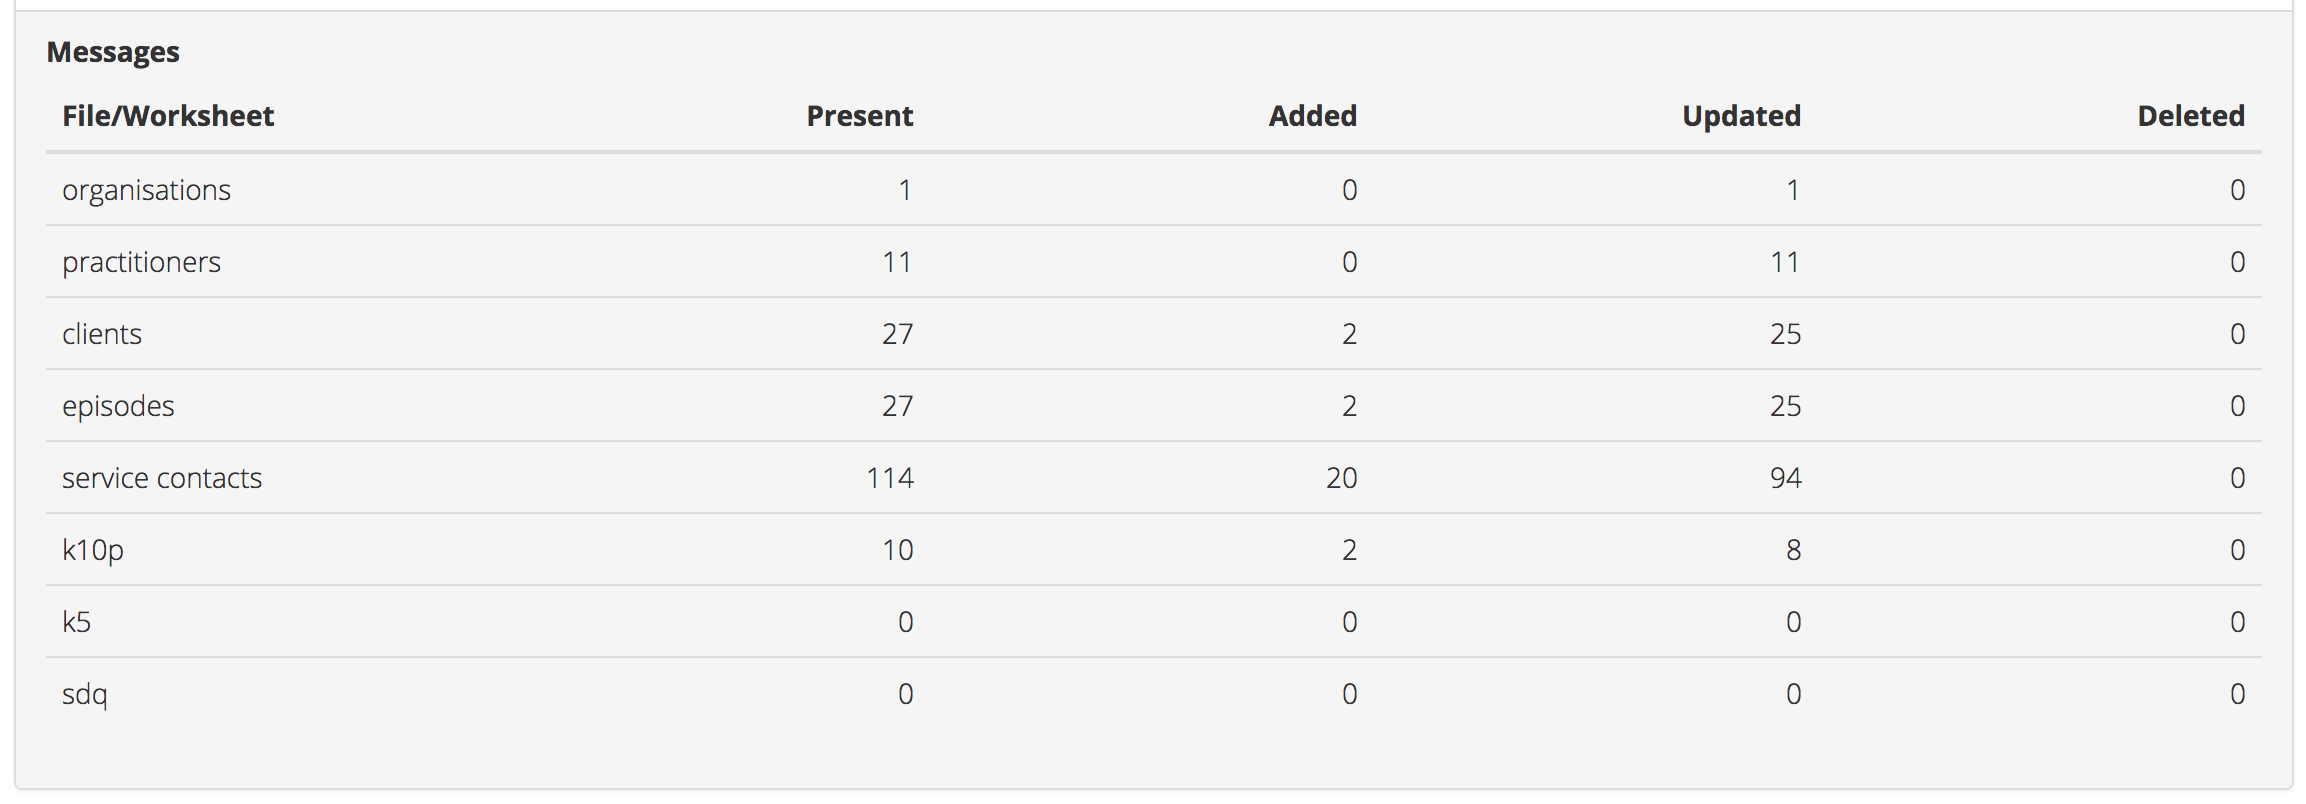 Messages
File/Worksheet Present Added Updated Deleted
organisations 1 0 1 0
practitioners 11 0 11 0
clients 27 2 25 0
episodes 27 2 25 0
service contacts 114 20 94 0
k10p 10 2 8 0
k5 0 0 0 0
sdq 0 0 0 0